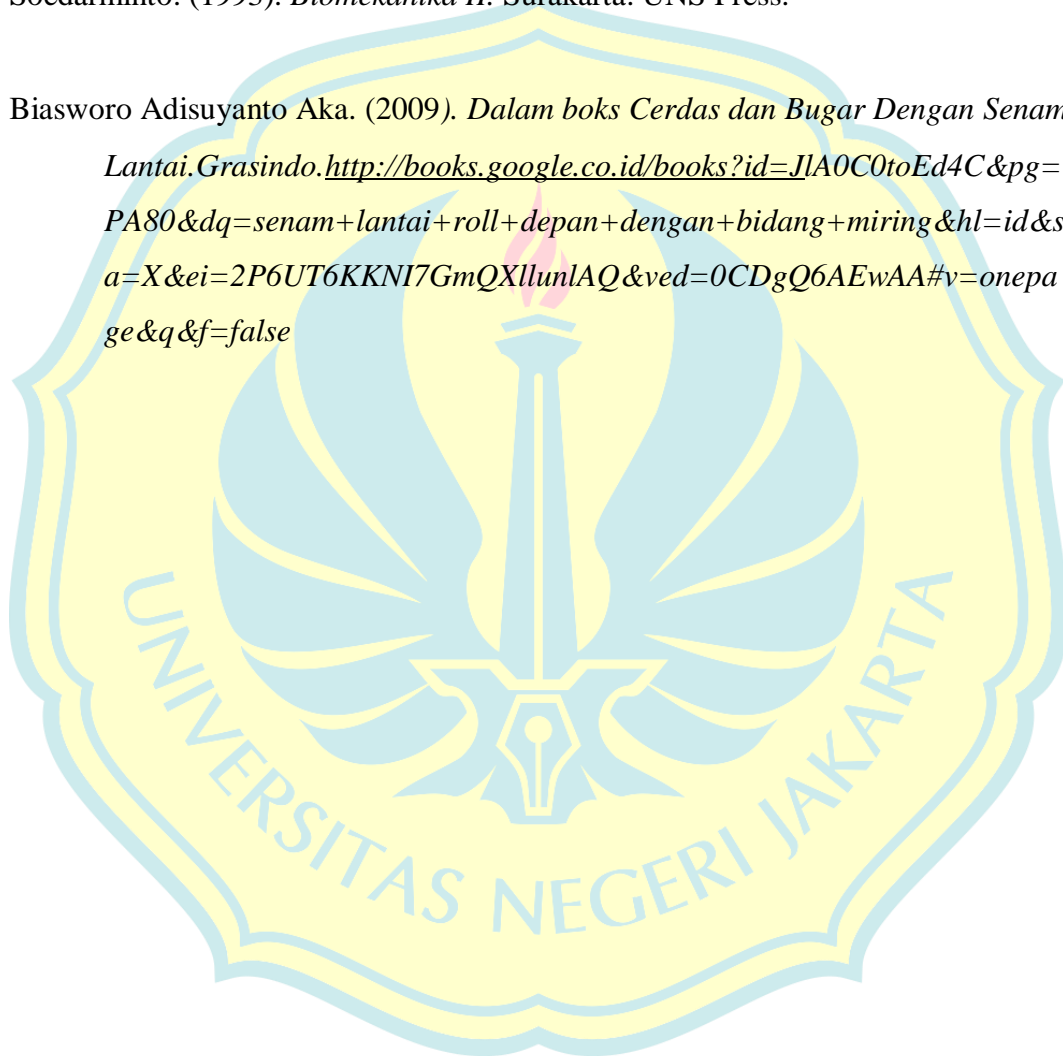 Soedarminto. (1993). Biomekanika II. Surakarta: UNS Press.
Biasworo Adisuyanto Aka. (2009). Dalam boks Cerdas dan Bugar Dengan Senam
Lantai.Grasindo.http://books.google.co.id/books?id=JlA0C0toEd4C&pg=
PA80&dq=senam+lantai+roll+depan+dengan+bidang+miring&hl=id&s
a=X&ei=2P6UT6KKNI7GmQXllunlAQ&ved=0CDgQ6AEwAA#v=onepa
ge&q&f=false
UNIVERSITAS NEGERI JAKARTA